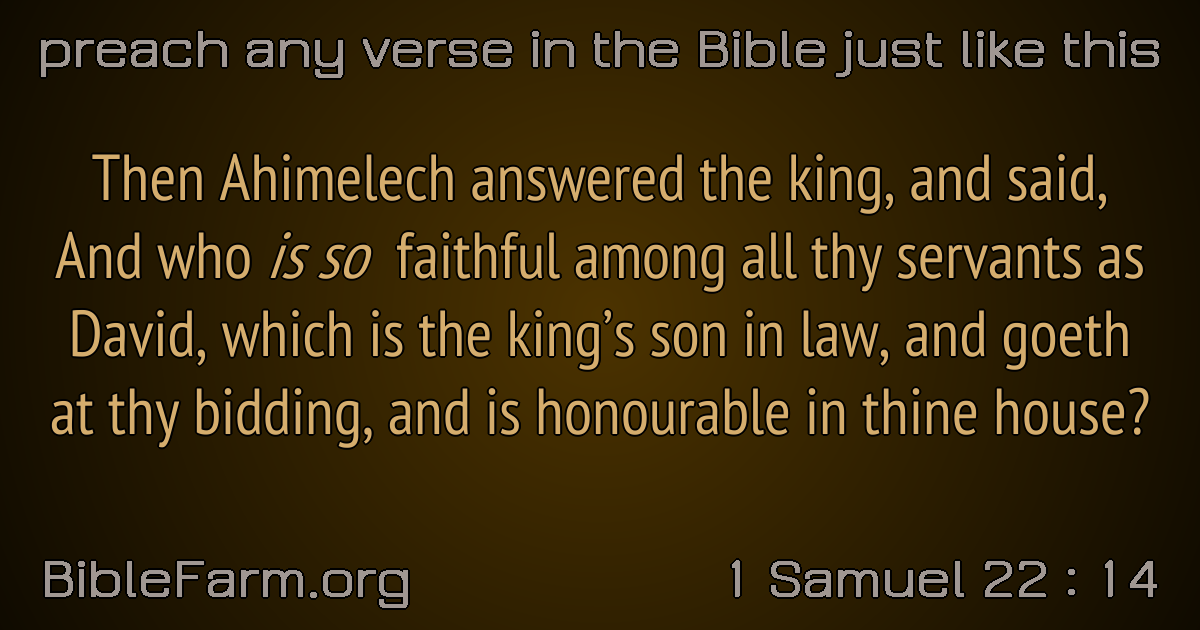 preach any verse in the Bible just like this
Then Ahimelech answered the king, and said,
And who is so faithful among all thy servants as
David, which is the king’s son in law, and goeth
at thy bidding, and is honourable in thine house?
BibleFarm.org
1 Samuel 22 : 14